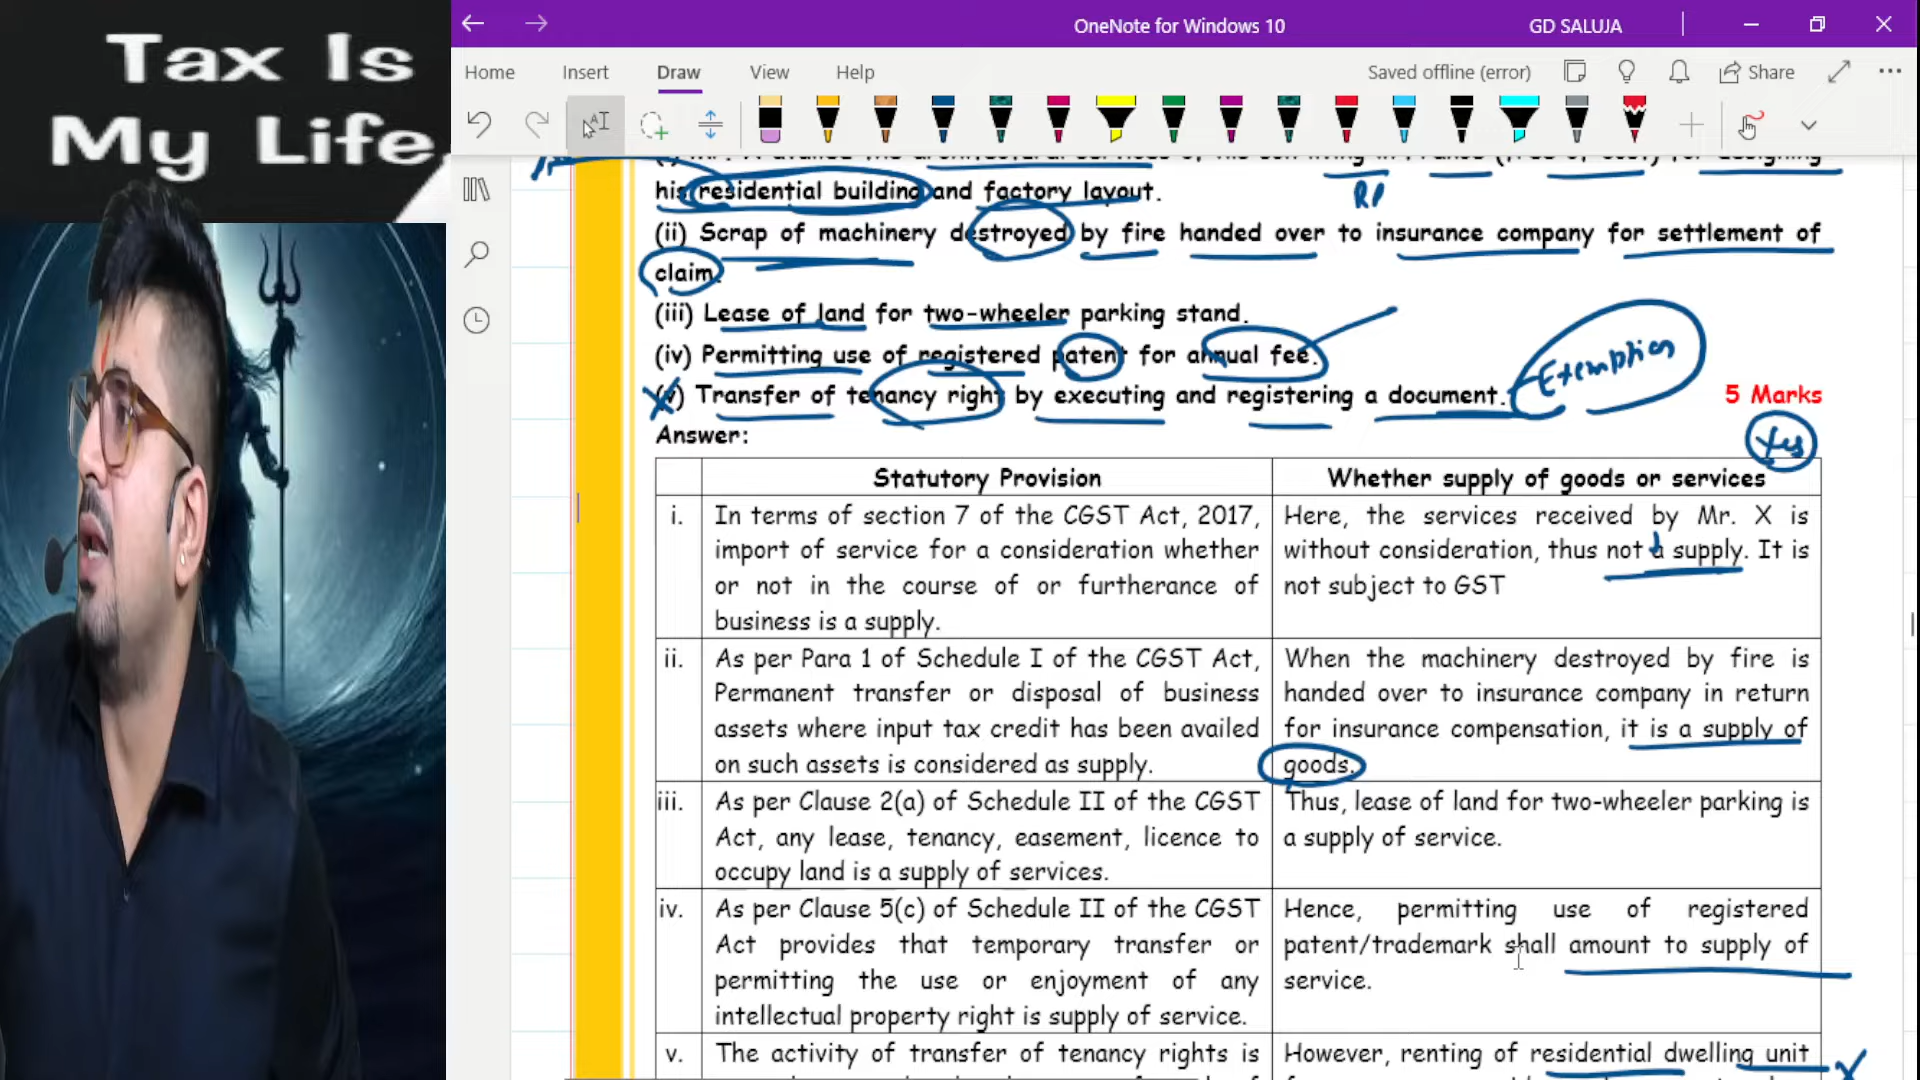 Tax Is
My Life,
OneNote for Windows 10
GD SALUJA
Home Insert Draw View Help
Saved offline (error)
Share
his residential building and factory layout.
RP
(ii) Scrap of machinery destroyed by fire handed over to insurance company for settlement of
claim.
(iii) Lease of land for two-wheeler parking stand.
(iv) Permitting use of registered patent for annual fee.
Exemption
(v) Transfer of tenancy right by executing and registering a document.
5 Marks
Answer:
Yes
Statutory Provision
Whether supply of goods or services
i. In terms of section 7 of the CGST Act, 2017,
import of service for a consideration whether
or not in the course of or furtherance of
business is a supply.
Here, the services received by Mr. X is
without consideration, thus not a supply. It is
not subject to GST
ii. As per Para 1 of Schedule I of the CGST Act,
Permanent transfer or disposal of business
assets where input tax credit has been availed
on such assets is considered as supply.
When the machinery destroyed by fire is
handed over to insurance company in return
for insurance compensation, it is a supply of
goods.
iii. As per Clause 2(a) of Schedule II of the CGST
Act, any lease, tenancy, easement, licence to
occupy land is a supply of services.
Thus, lease of land for two-wheeler parking is
a supply of service.
iv. As per Clause 5(c) of Schedule II of the CGST
Act provides that temporary transfer or
permitting the use or enjoyment of any
intellectual property right is supply of service.
Hence, permitting use of registered
patent/trademark shall amount to supply of
service.
v. The activity of transfer of tenancy rights is
However, renting of residential dwelling unit